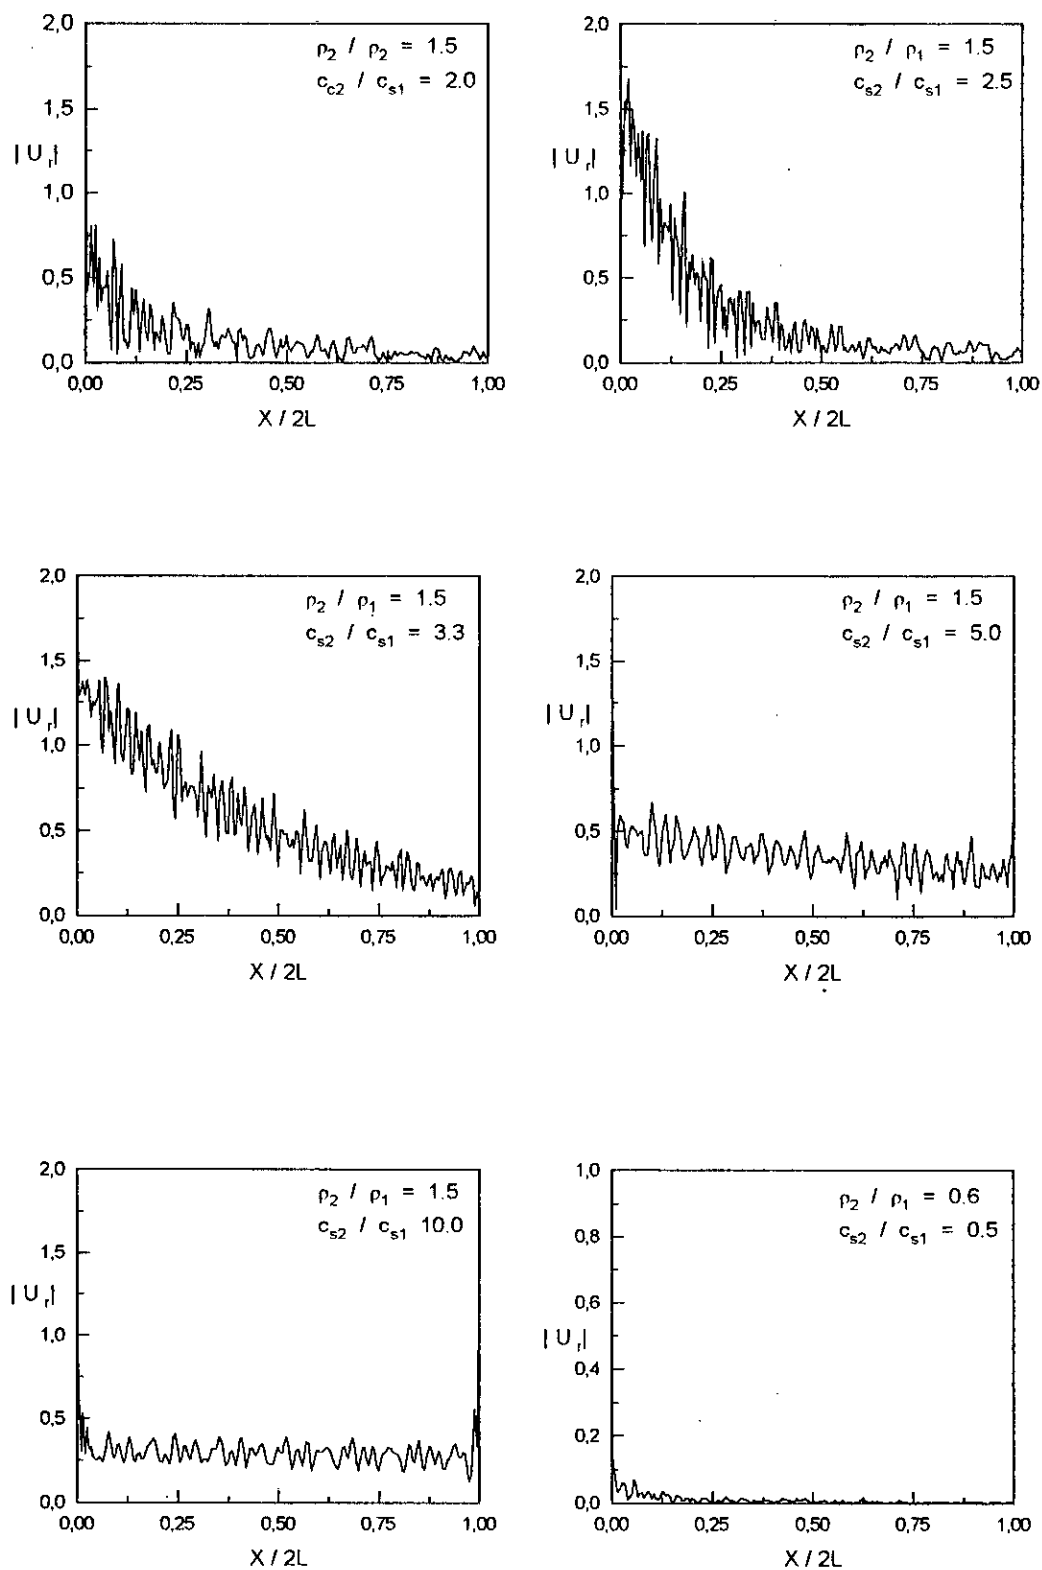 2,0
ρ2 / ρ2 = 1.5
cc2 / cs1 = 2.0
1,5
|Ur|
1,0
0,5
0,0
0,00 0,25 0,50 0,75 1,00
X / 2L
2,0
ρ2 / ρ1 = 1.5
cs2 / cs1 = 2.5
1,5
|Ur|
1,0
0,5
0,0
0,00 0,25 0,50 0,75 1,00
X / 2L
2,0
ρ2 / ρ1 = 1.5
cs2 / cs1 = 3.3
1,5
|Ur|
1,0
0,5
0,0
0,00 0,25 0,50 0,75 1,00
X / 2L
2,0
ρ2 / ρ1 = 1.5
cs2 / cs1 = 5.0
1,5
|Ur|
1,0
0,5
0,0
0,00 0,25 0,50 0,75 1,00
X / 2L
2,0
ρ2 / ρ1 = 1.5
cs2 / cs1 10.0
1,5
|Ur|
1,0
0,5
0,0
0,00 0,25 0,50 0,75 1,00
X / 2L
1,0
ρ2 / ρ1 = 0.6
cs2 / cs1 = 0.5
0,8
0,6
|Ur|
0,4
0,2
0,0
0,00 0,25 0,50 0,75 1,00
X / 2L